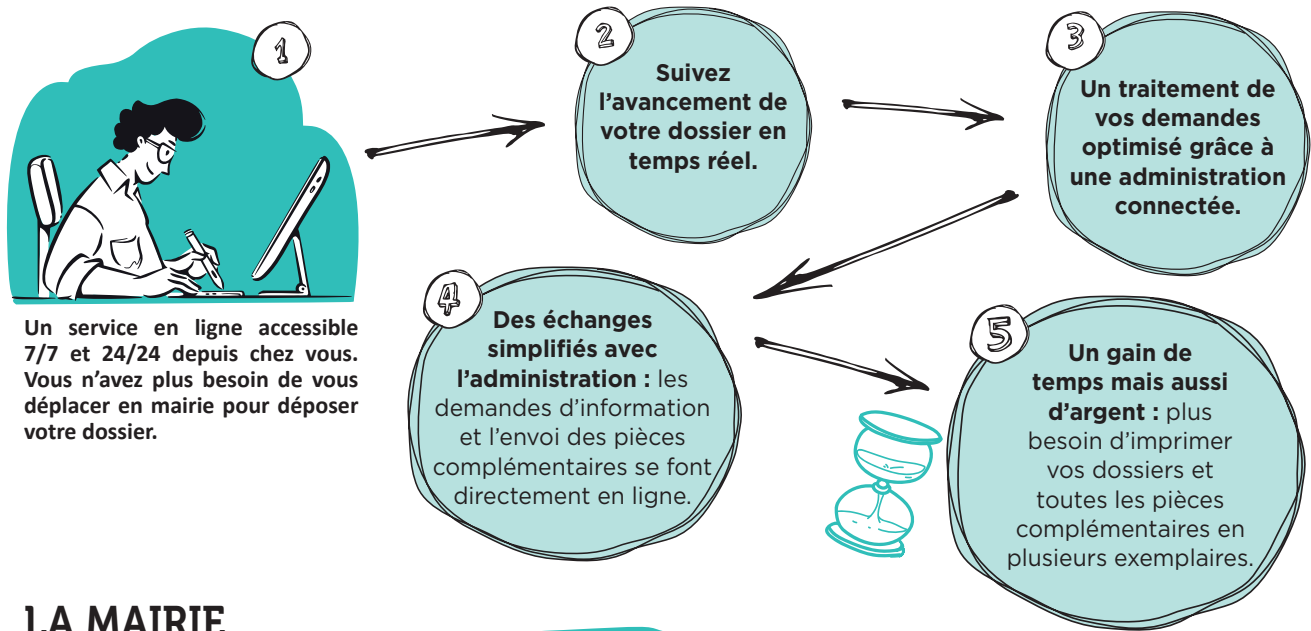 1
Un service en ligne accessible
7/7 et 24/24 depuis chez vous.
Vous n'avez plus besoin de vous
déplacer en mairie pour déposer
votre dossier.
2
Suivez
l'avancement de
votre dossier en
temps réel.
3
Un traitement de
vos demandes
optimisé grâce à
une administration
connectée.
4
Des échanges
simplifiés avec
l'administration : les
demandes d'information
et l'envoi des pièces
complémentaires se font
directement en ligne.
5
Un gain de
temps mais aussi
d'argent : plus
besoin d'imprimer
vos dossiers et
toutes les pièces
complémentaires en
plusieurs exemplaires.
LA MAIRIE